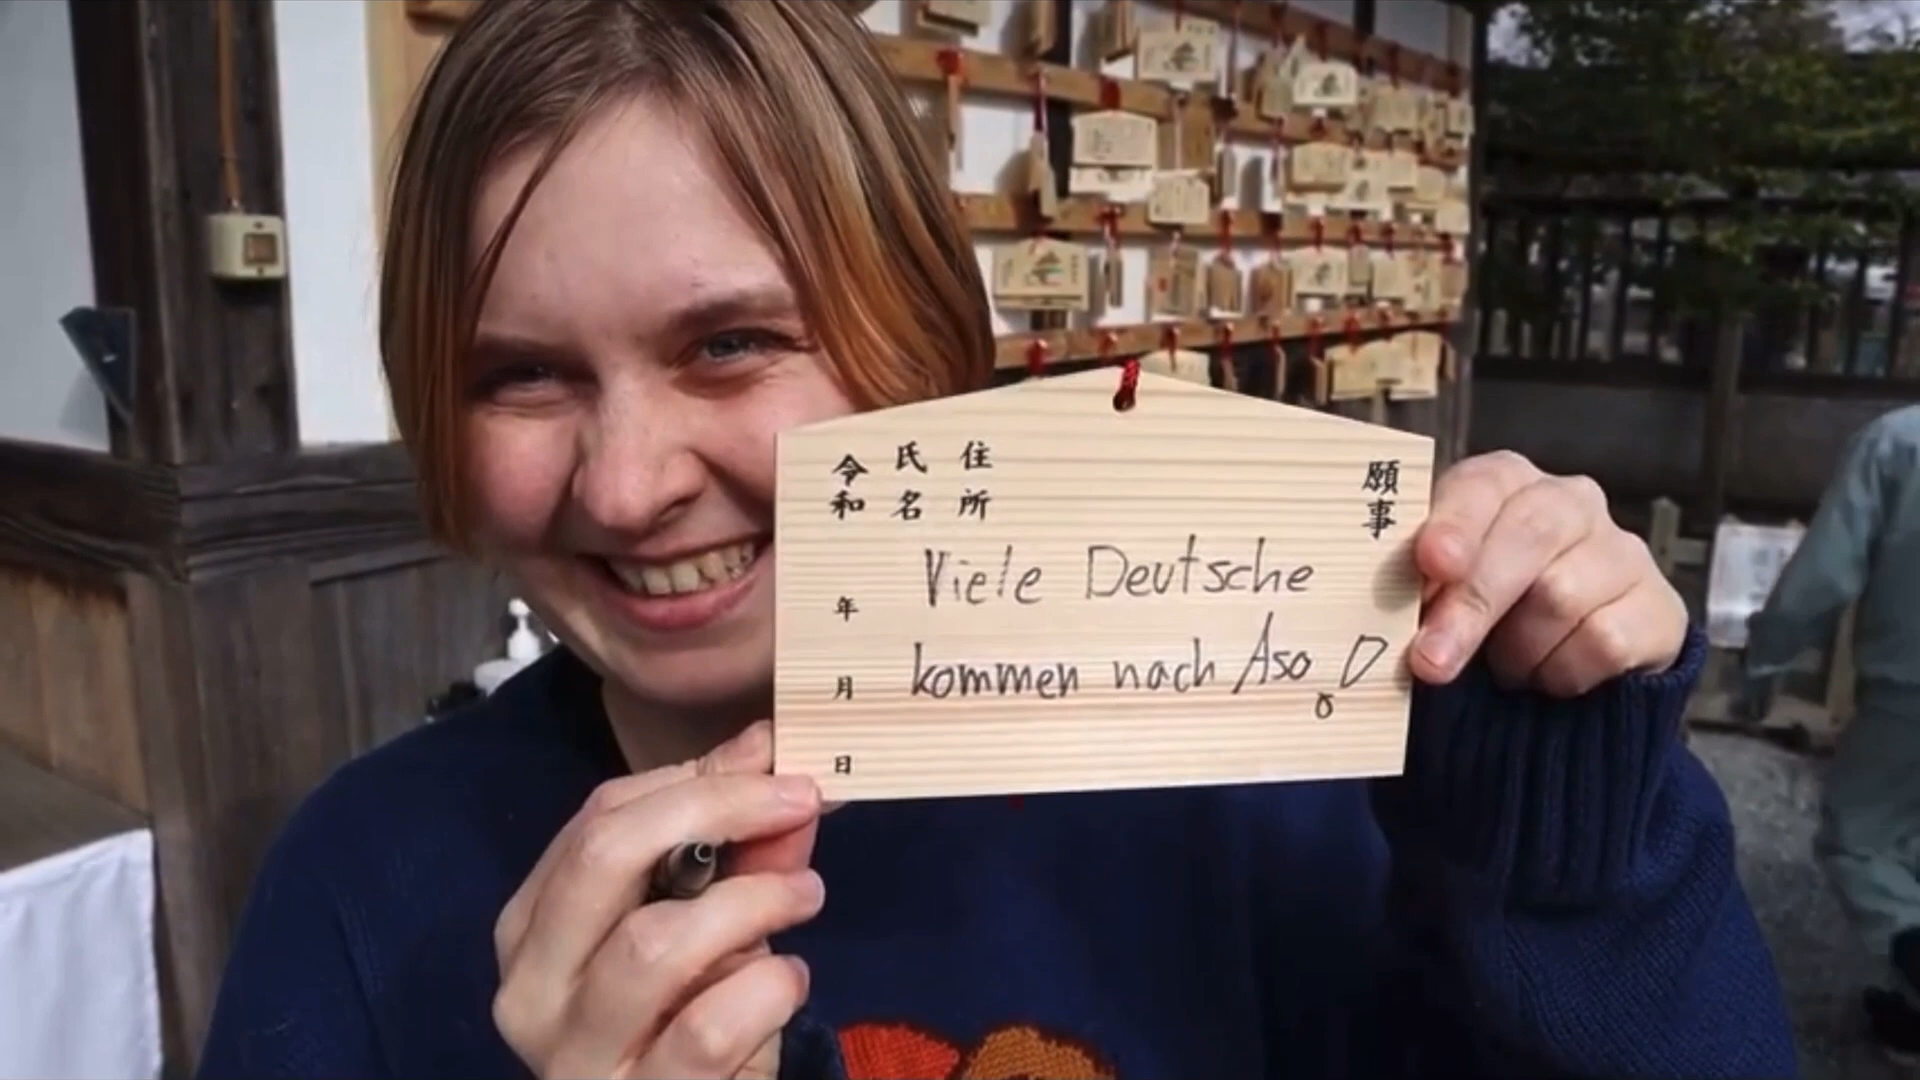 願事
住所
氏名
令和 年 月 日
Viele Deutsche
kommen nach Aso